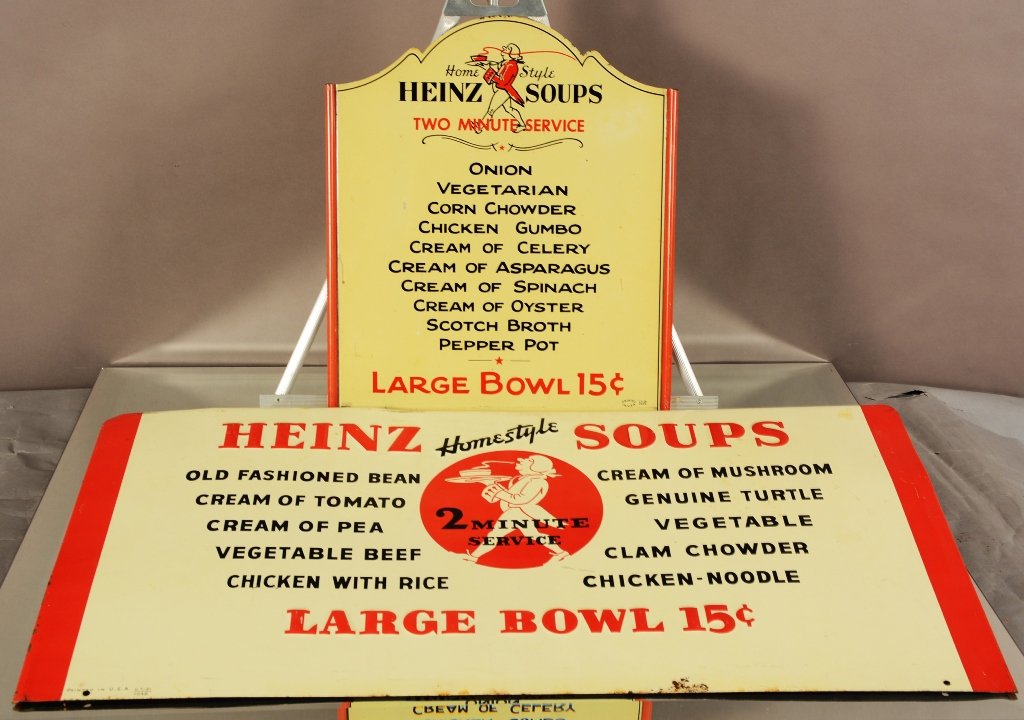 Home Style
HEINZ SOUPS
TWO MINUTE SERVICE
ONION
VEGETARIAN
CORN CHOWDER
CHICKEN GUMBO
CREAM OF CELERY
CREAM OF ASPARAGUS
CREAM OF SPINACH
CREAM OF OYSTER
SCOTCH BROTH
PEPPER POT
LARGE BOWL 15¢
HEINZ Homestyle SOUPS
OLD FASHIONED BEAN
CREAM OF TOMATO
CREAM OF PEA
VEGETABLE BEEF
CHICKEN WITH RICE
2 MINUTE
SERVICE
CREAM OF MUSHROOM
GENUINE TURTLE
VEGETABLE
CLAM CHOWDER
CHICKEN-NOODLE
LARGE BOWL 15¢
CREAM OF CELERY